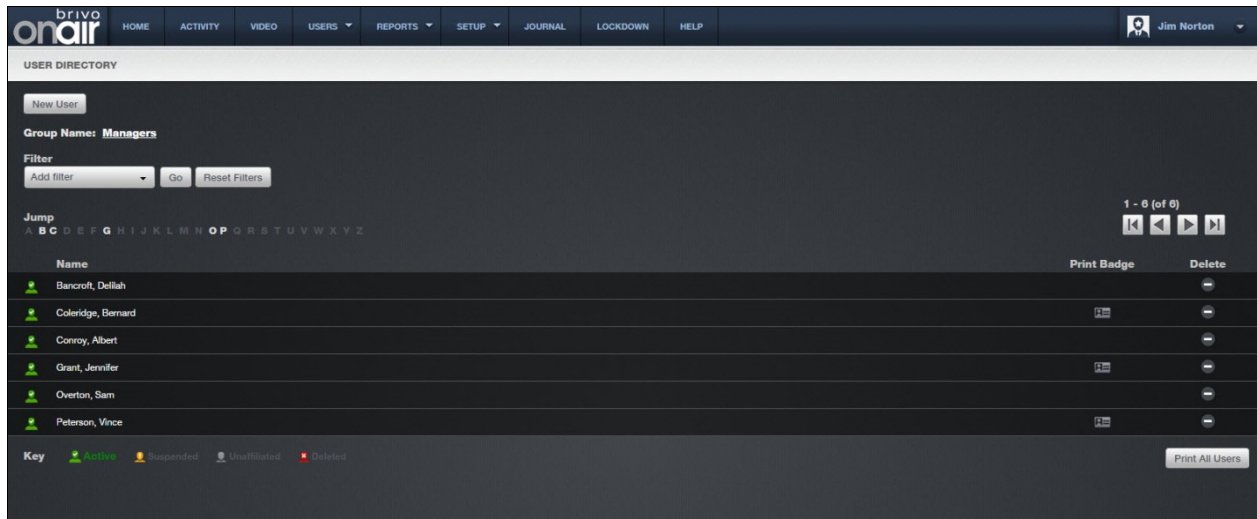 brivo
onair HOME ACTIVITY VIDEO USERS REPORTS SETUP JOURNAL LOCKDOWN HELP Jim Norton
USER DIRECTORY
New User
Group Name: Managers
Filter
Add filter Go Reset Filters
1 - 6 (of 6)
Jump
A B C D E F G H I J K L M N O P Q R S T U V W X Y Z
Name Print Badge Delete
Bancroft, Delilah
Coleridge, Bernard
Conroy, Albert
Grant, Jennifer
Overton, Sam
Peterson, Vince
Key Active Suspended Unaffiliated Deleted Print All Users